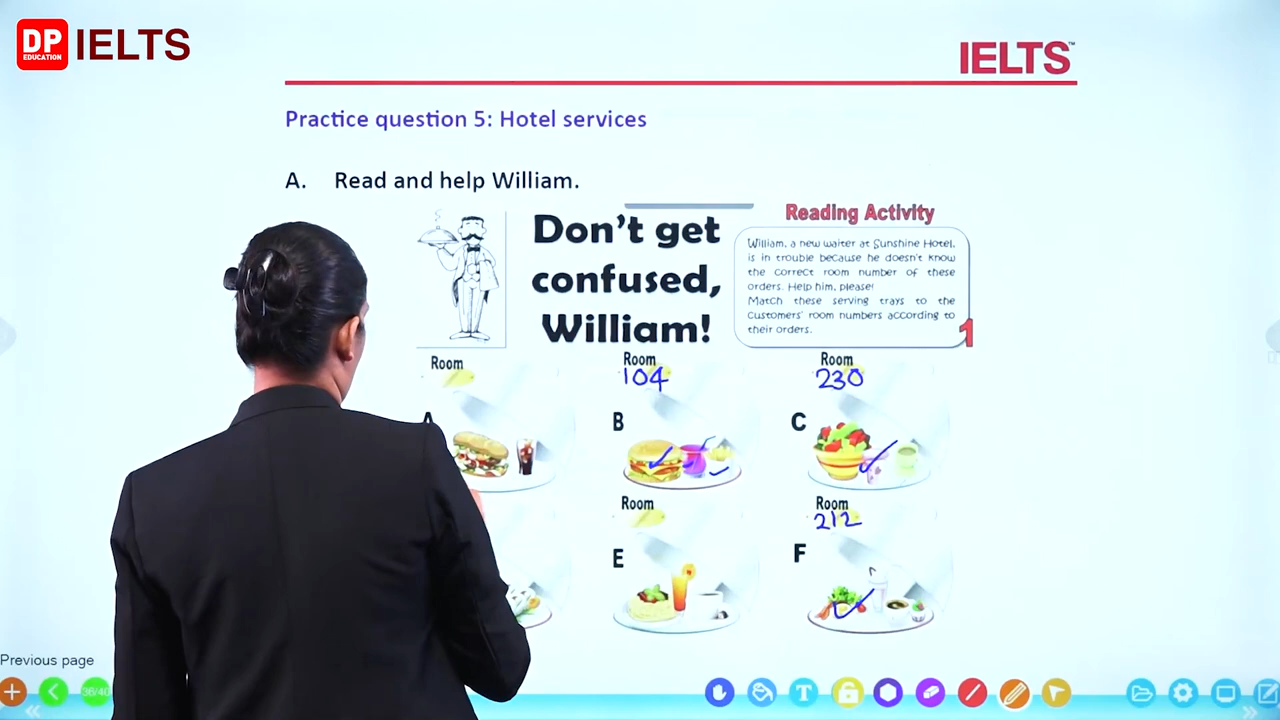 DP
EDUCATION
IELTS
IELTS™
Practice question 5: Hotel services
A. Read and help William.
Don't get
confused,
William!
Reading Activity
William, a new waiter at Sunshine Hotel,
is in trouble because he doesn't know
the correct room number of these
orders. Help him, please!
Match these serving trays to the
customers' room numbers according to
their orders.
1
Room
Room
104
Room
230
A
B
C
Room
Room
212
E
F
Previous page
36/40
T